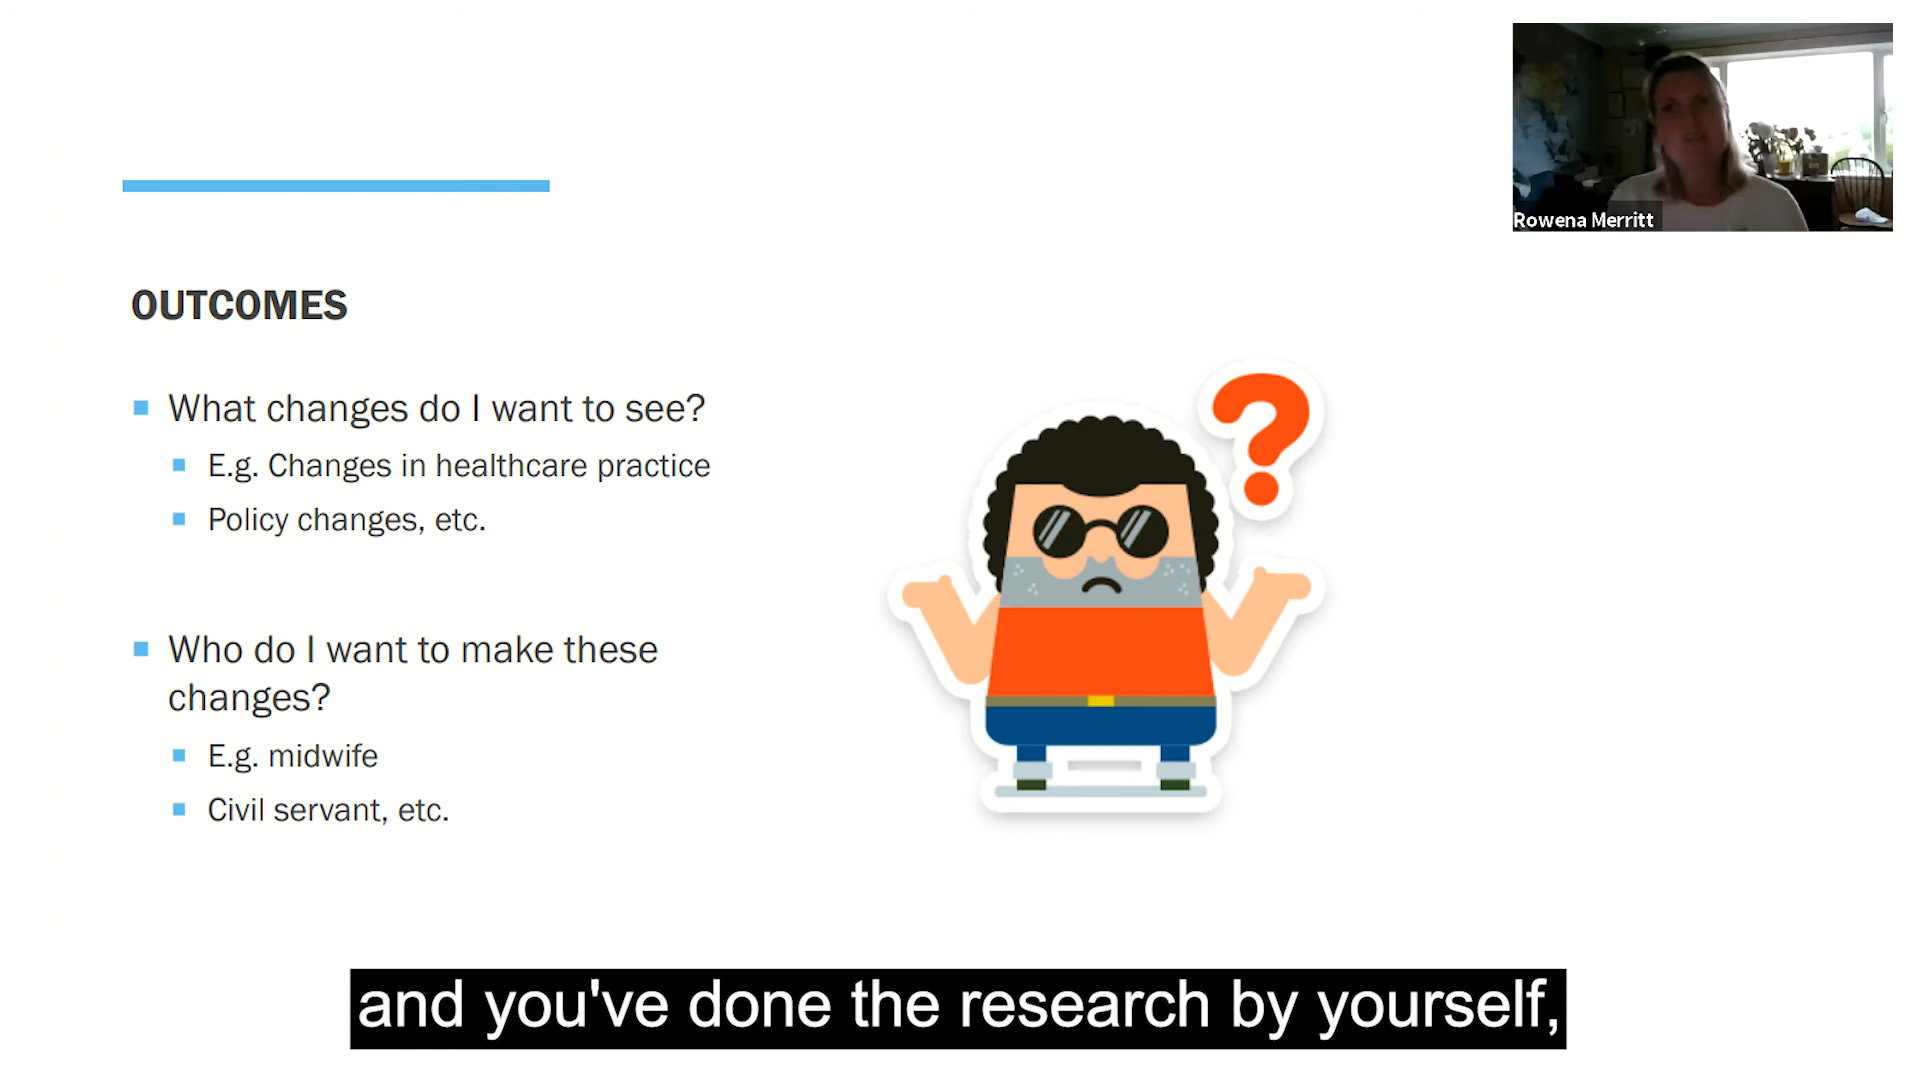 Rowena Merritt
OUTCOMES
What changes do I want to see?
E.g. Changes in healthcare practice
Policy changes, etc.
?
Who do I want to make these
changes?
E.g. midwife
Civil servant, etc.
and you've done the research by yourself,